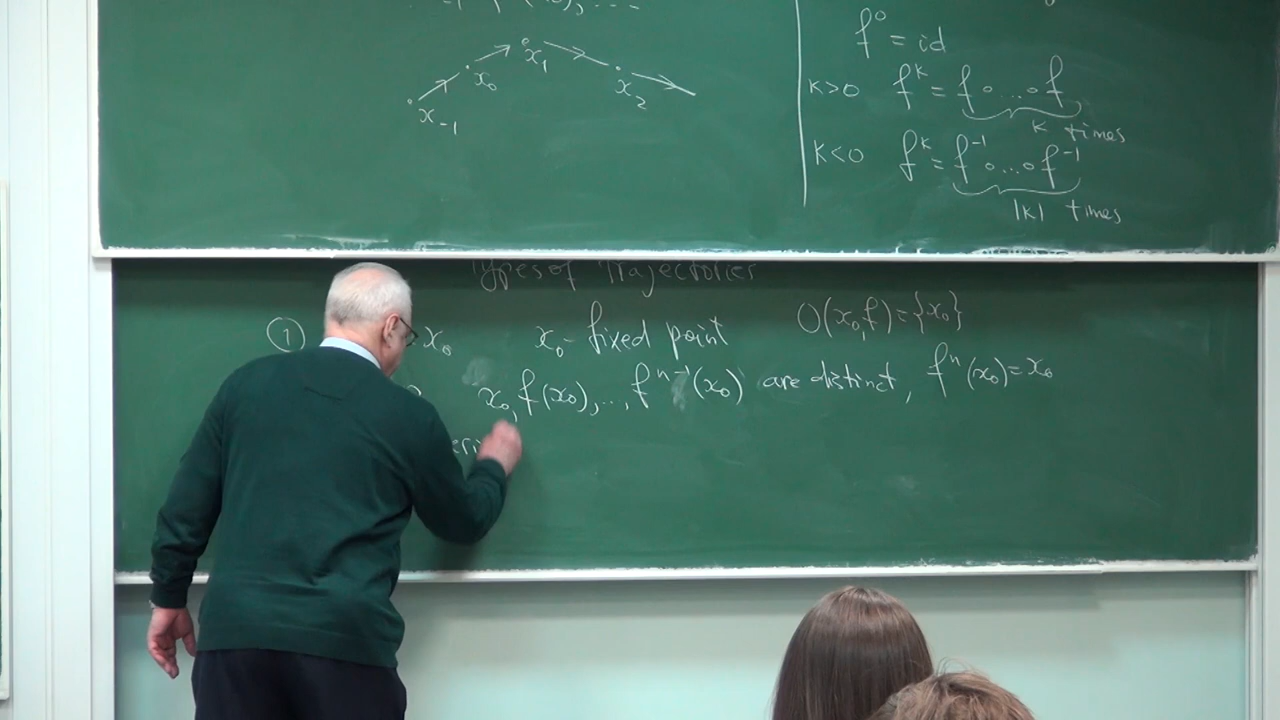 x₋₁
x₀
x₁
x₂
f⁰ = id
k>0 fᵏ = f∘...∘f
k times
k<0 fᵏ = f⁻¹∘...∘f⁻¹
|k| times
Types of Trajectories
① x₀ x₀ - fixed point O(x₀,f)={x₀}
x₀, f(x₀),..., fⁿ⁻¹(x₀) are distinct, fⁿ(x₀)=x₀